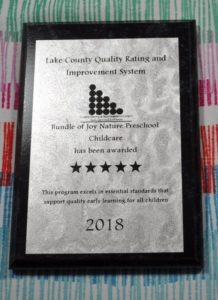 Lake County Quality Rating and
Improvement System
Bundle of Joy Nature Preschool
Childcare
has been awarded
This program excels in essential standards that
support quality early learning for all children
2018